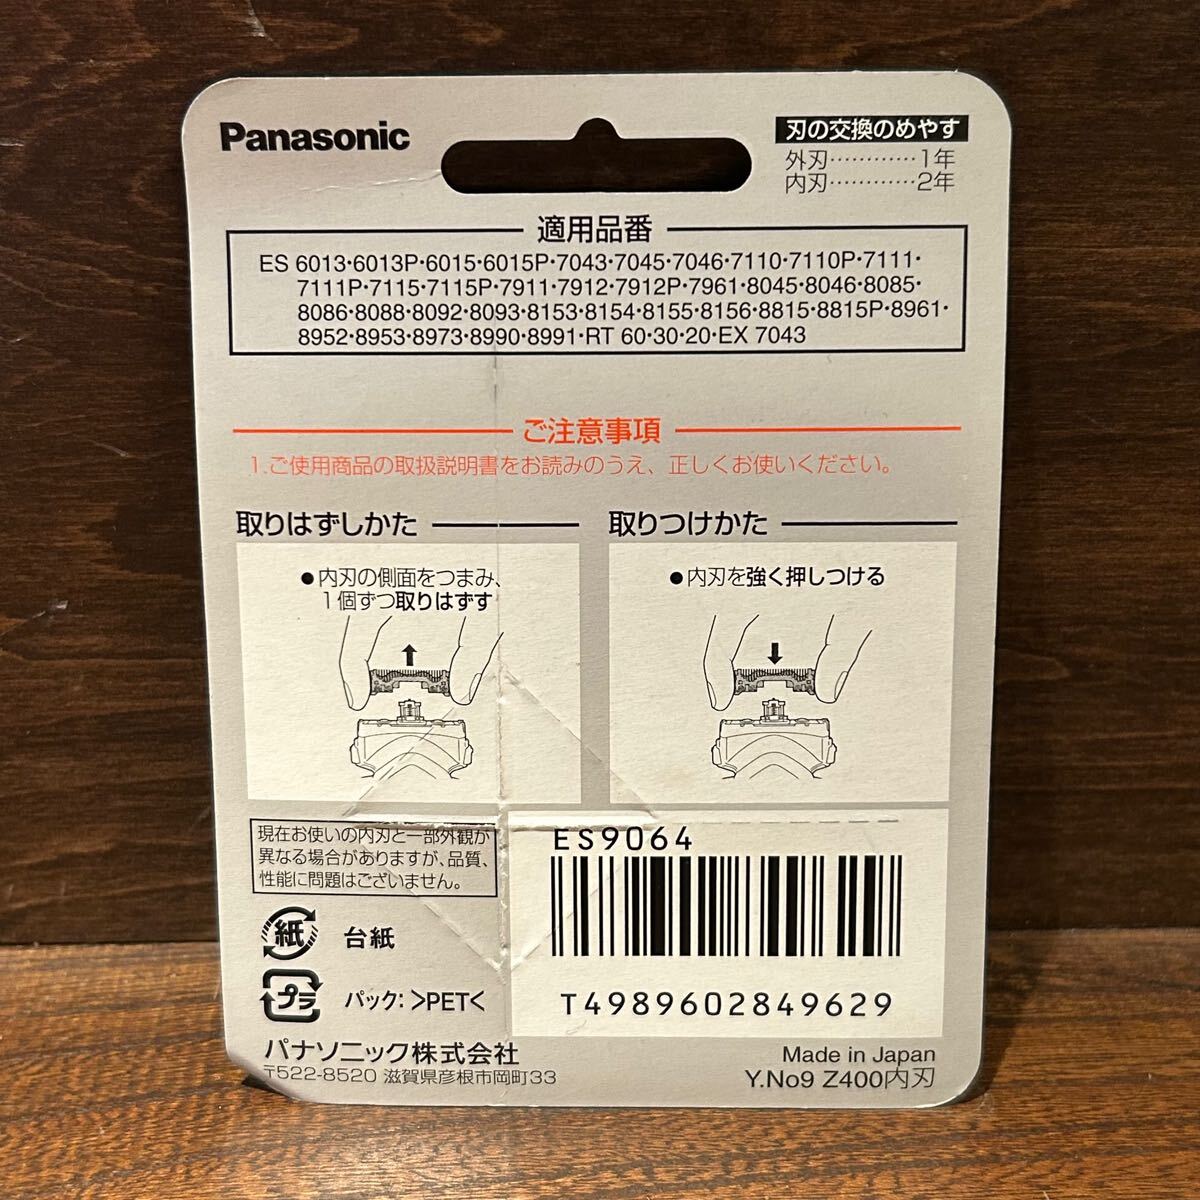 Panasonic
刃の交換のめやす
外刃…………1年
内刃…………2年
適用品番
ES 6013・6013P・6015・6015P・7043・7045・7046・7110・7110P・7111・
7111P・7115・7115P・7911・7912・7912P・7961・8045・8046・8085・
8086・8088・8092・8093・8153・8154・8155・8156・8815・8815P・8961・
8952・8953・8973・8990・8991・RT 60・30・20・EX 7043
ご注意事項
1.ご使用商品の取扱説明書をお読みのうえ、正しくお使いください。
取りはずしかた
●内刃の側面をつまみ、
1個ずつ取りはずす
取りつけかた
●内刃を強く押しつける
現在お使いの内刃と一部外観が
異なる場合がありますが、品質、
性能に問題はございません。
紙 台紙
プラ パック:>PET<
ES9064
T4989602849629
パナソニック株式会社
〒522-8520 滋賀県彦根市岡町33
Made in Japan
Y.No9 Z400内刃